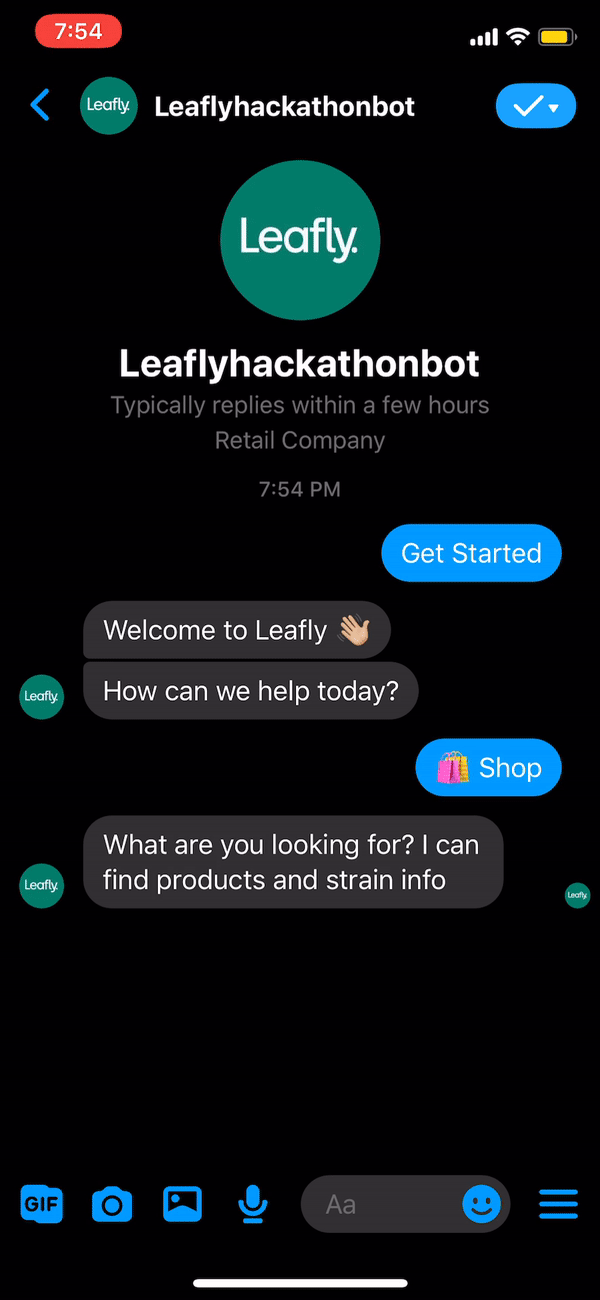 7:54
Leafly.
Leaflyhackathonbot
Leafly.
Leaflyhackathonbot
Typically replies within a few hours
Retail Company
7:54 PM
Get Started
Welcome to Leafly 👋🏼
Leafly.
How can we help today?
🛍️ Shop
What are you looking for? I can
find products and strain info
Leafly.
Leafly.
GIF
Aa